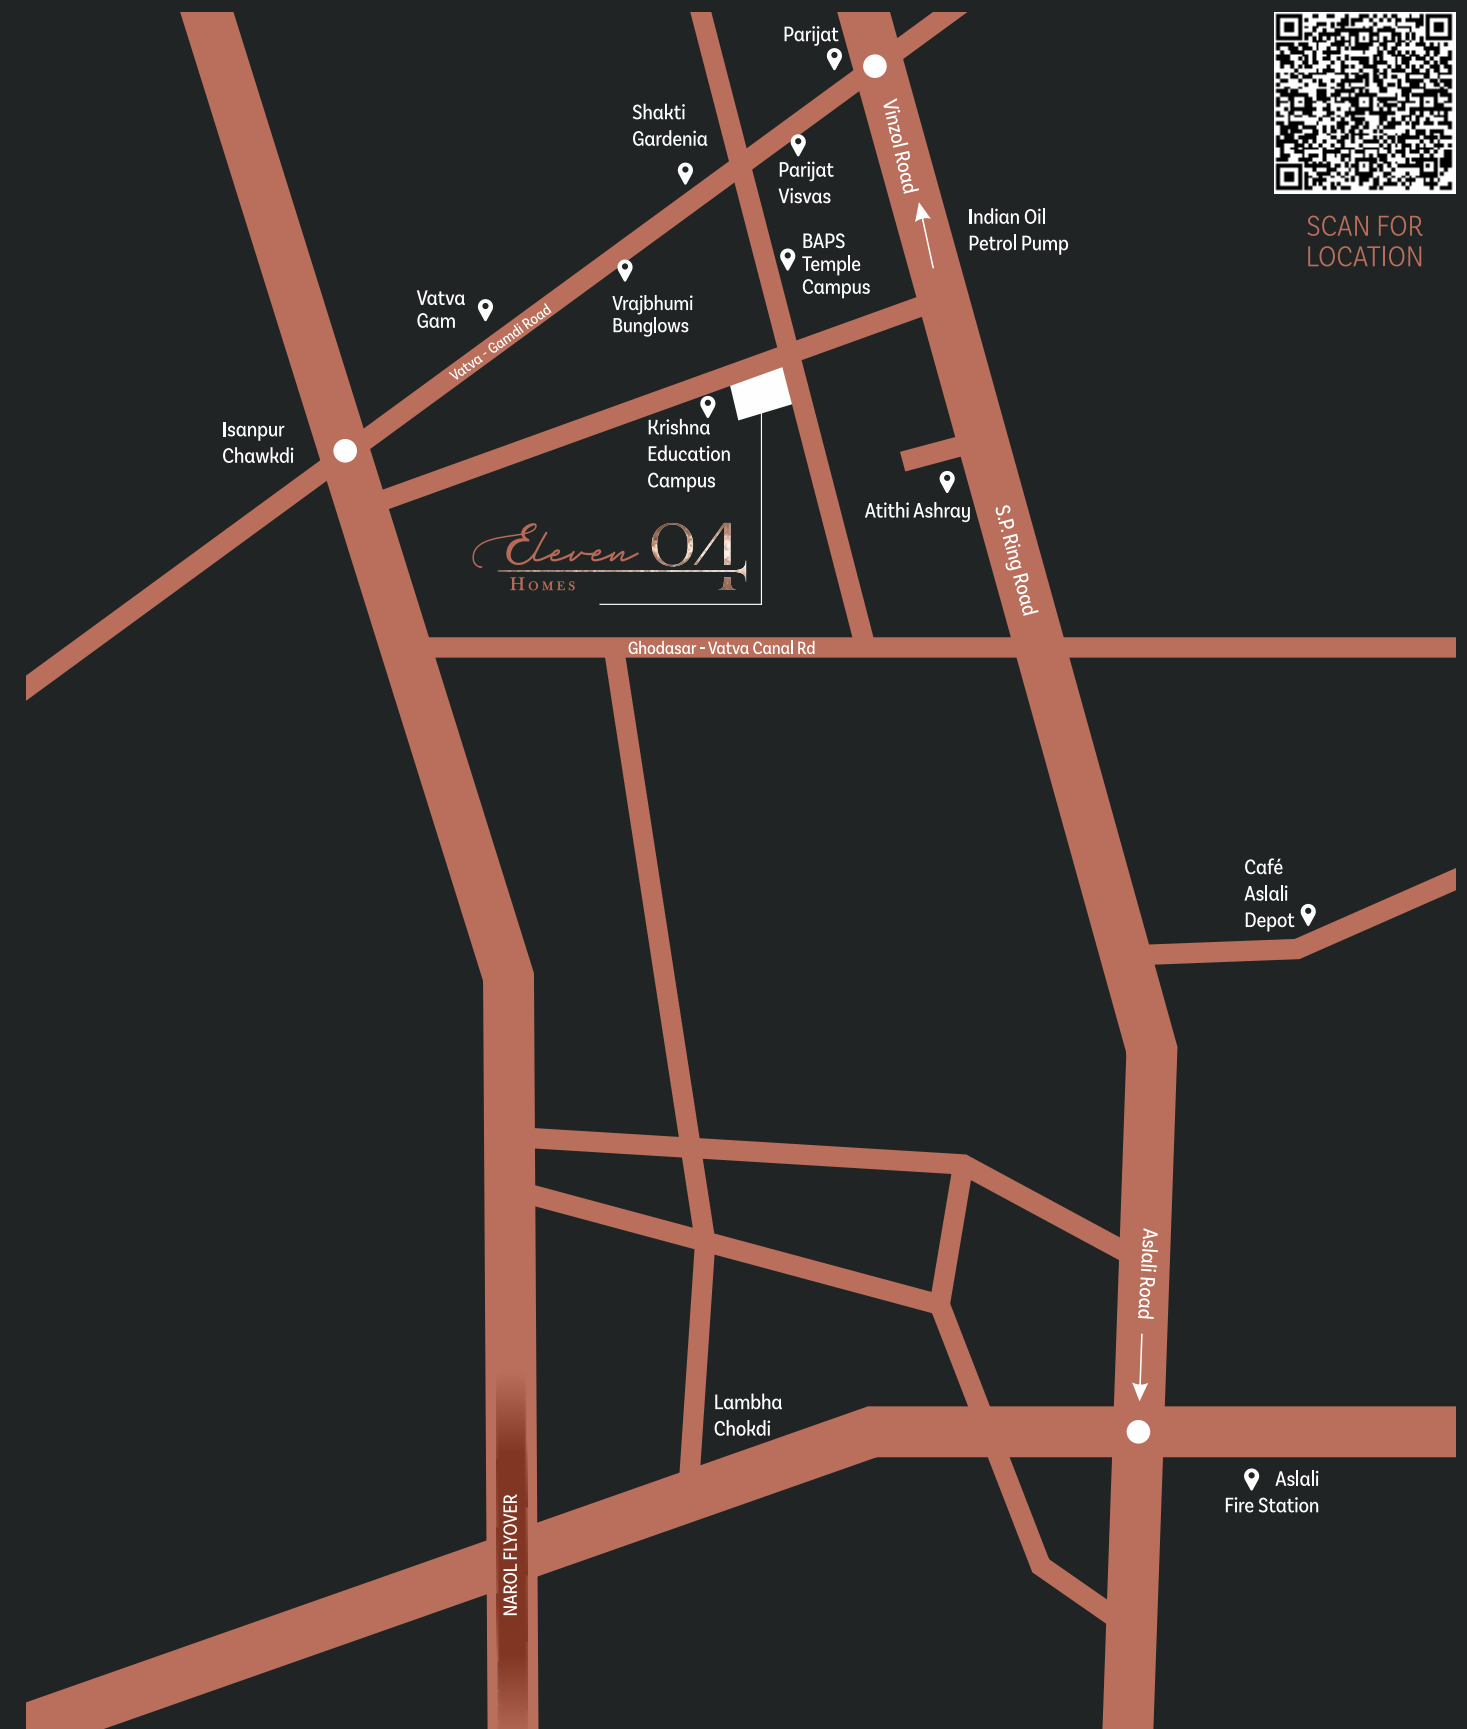 Parijat
Shakti
Gardenia
Vinzol Road
Parijat
Visvas
SCAN FOR
LOCATION
Indian Oil
Petrol Pump
BAPS
Temple
Campus
Vatva
Gam
Vrajbhumi
Bunglows
Vatva - Gamdi Road
Isanpur
Chawkdi
Krishna
Education
Campus
Atithi Ashray
S.P. Ring Road
Eleven 04
HOMES
Ghodasar - Vatva Canal Rd
Café
Aslali
Depot
Aslali Road
Lambha
Chokdi
Aslali
Fire Station
NAROL FLYOVER